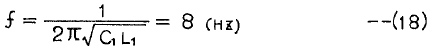 f = 1 / (2π√(C₁L₁)) = 8 (Hz) --(18)